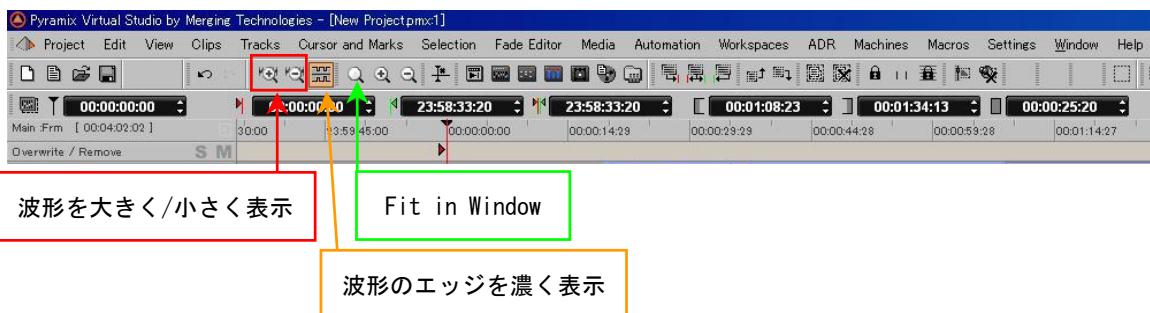 Pyramix Virtual Studio by Merging Technologies - [New Project.pmx:1]
Project Edit View Clips Tracks Cursor and Marks Selection Fade Editor Media Automation Workspaces ADR Machines Macros Settings Window Help
00:00:00:00 23:58:33:20 23:58:33:20 00:01:08:23 00:01:34:13 00:00:25:20
Main :Frm [ 00:04:02:02 ] 30:00 23:59:45:00 00:00:00:00 00:00:14:29 00:00:29:29 00:00:44:28 00:00:59:28 00:01:14:27
Overwrite / Remove S M
波形を大きく/小さく表示
Fit in Window
波形のエッジを濃く表示